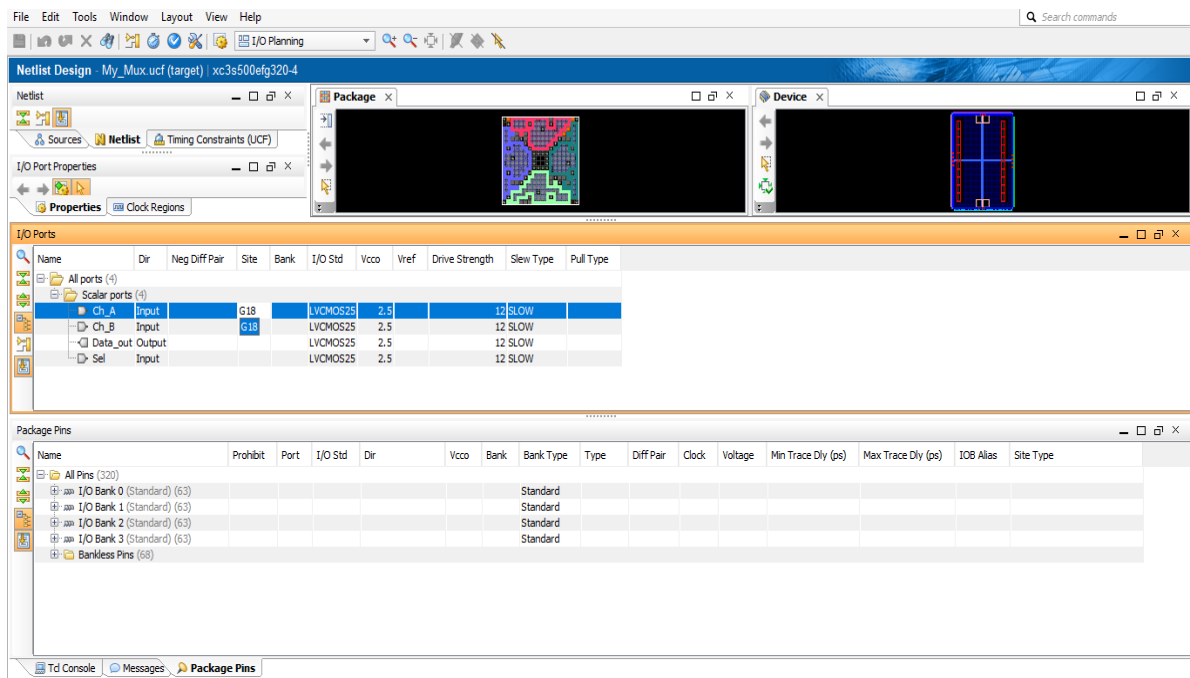 File Edit Tools Window Layout View Help
Search commands
I/O Planning
Netlist Design - My_Mux.ucf (target) | xc3s500efg320-4
Netlist
Sources Netlist Timing Constraints (UCF)
I/O Port Properties
Properties Clock Regions
Package
Device
I/O Ports
Name Dir Neg Diff Pair Site Bank I/O Std Vcco Vref Drive Strength Slew Type Pull Type
All ports (4)
Scalar ports (4)
Ch_A Input G18 LVCMOS25 2.5 12 SLOW
Ch_B Input G18 LVCMOS25 2.5 12 SLOW
Data_out Output LVCMOS25 2.5 12 SLOW
Sel Input LVCMOS25 2.5 12 SLOW
Package Pins
Name Prohibit Port I/O Std Dir Vcco Bank Bank Type Type Diff Pair Clock Voltage Min Trace Dly (ps) Max Trace Dly (ps) IOB Alias Site Type
All Pins (320)
I/O Bank 0 (Standard) (63) Standard
I/O Bank 1 (Standard) (63) Standard
I/O Bank 2 (Standard) (63) Standard
I/O Bank 3 (Standard) (63) Standard
Bankless Pins (68)
Tcl Console Messages Package Pins